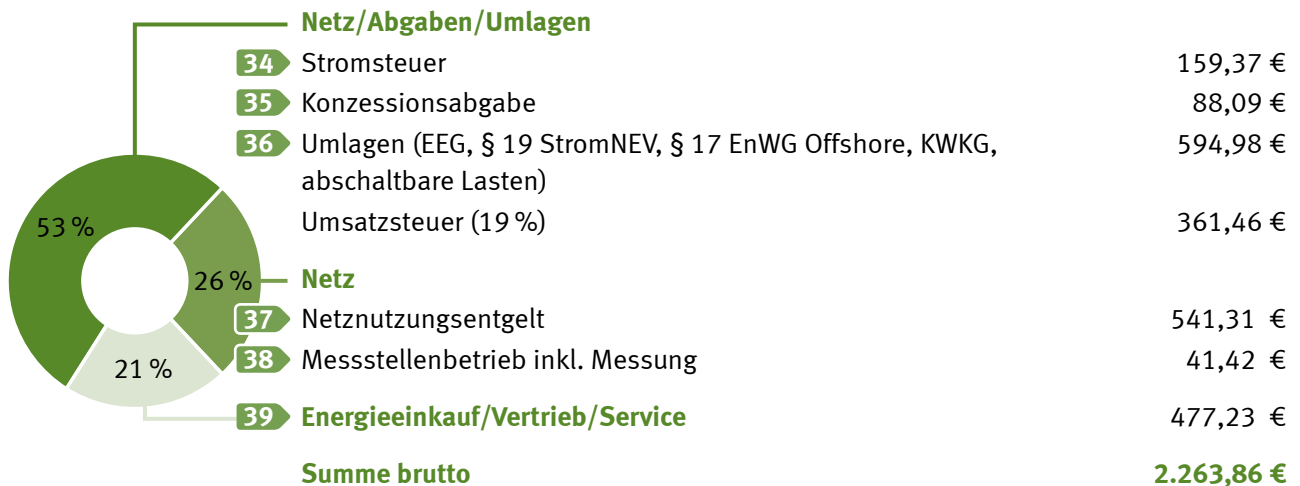 Netz/Abgaben/Umlagen
34 Stromsteuer 159,37 €
35 Konzessionsabgabe 88,09 €
36 Umlagen (EEG, § 19 StromNEV, § 17 EnWG Offshore, KWKG, 594,98 €
abschaltbare Lasten)
Umsatzsteuer (19 %) 361,46 €
53 %
26 % Netz
37 Netznutzungsentgelt 541,31 €
38 Messstellenbetrieb inkl. Messung 41,42 €
21 %
39 Energieeinkauf/Vertrieb/Service 477,23 €
Summe brutto 2.263,86 €